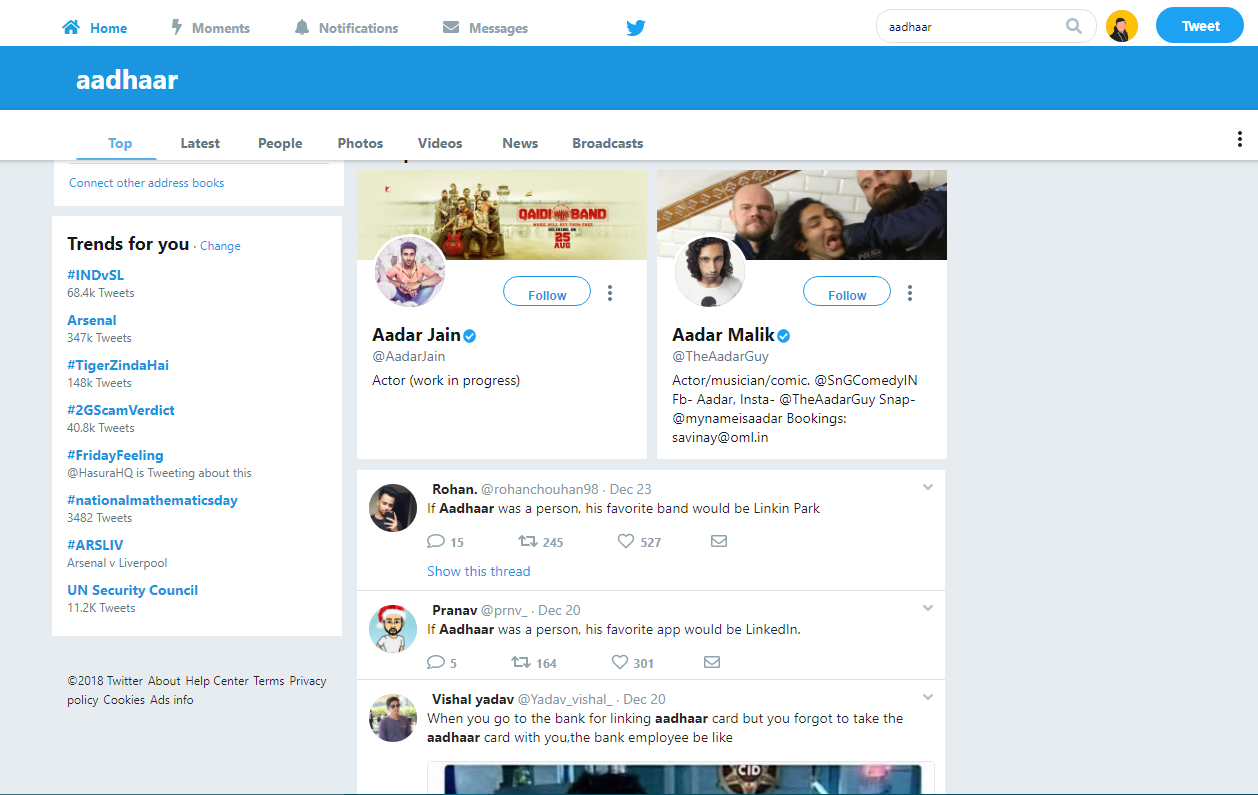 Home
Moments
Notifications
Messages
aadhaar
Tweet
aadhaar
Top
Latest
People
Photos
Videos
News
Broadcasts
Connect other address books
Trends for you · Change
#INDvSL
68.4k Tweets
Arsenal
347k Tweets
#TigerZindaHai
148k Tweets
#2GScamVerdict
40.8k Tweets
#FridayFeeling
@HasuraHQ is Tweeting about this
#nationalmathematicsday
3482 Tweets
#ARSLIV
Arsenal v Liverpool
UN Security Council
11.2K Tweets
©2018 Twitter About Help Center Terms Privacy
policy Cookies Ads info
QAIDI BAND
25
AUG
Follow
Aadar Jain
@AadarJain
Actor (work in progress)
POLICE
Follow
Aadar Malik
@TheAadarGuy
Actor/musician/comic. @SnGComedyIN
Fb- Aadar, Insta- @TheAadarGuy Snap-
@mynameisaadar Bookings:
savinay@oml.in
Rohan. @rohanchouhan98 · Dec 23
If Aadhaar was a person, his favorite band would be Linkin Park
15 245 527
Show this thread
Pranav @prnv_ · Dec 20
If Aadhaar was a person, his favorite app would be LinkedIn.
5 164 301
Vishal yadav @Yadav_vishal_ · Dec 20
When you go to the bank for linking aadhaar card but you forgot to take the
aadhaar card with you,the bank employee be like
CID